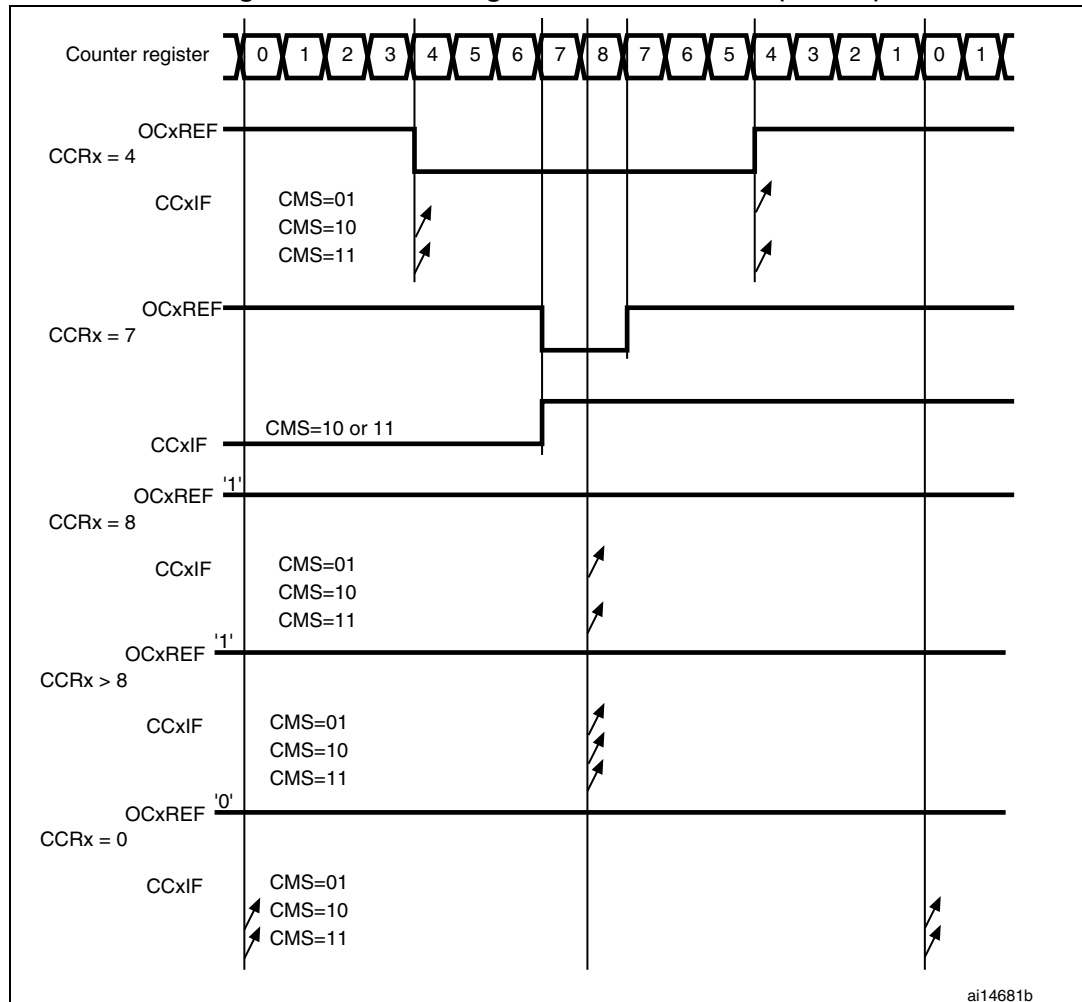 Counter register 0 1 2 3 4 5 6 7 8 7 6 5 4 3 2 1 0 1
OCxREF
CCRx = 4
CCxIF
CMS=01
CMS=10
CMS=11
OCxREF
CCRx = 7
CMS=10 or 11
CCxIF
'1'
OCxREF
CCRx = 8
CCxIF
CMS=01
CMS=10
CMS=11
'1'
OCxREF
CCRx > 8
CCxIF
CMS=01
CMS=10
CMS=11
'0'
OCxREF
CCRx = 0
CCxIF
CMS=01
CMS=10
CMS=11
ai14681b